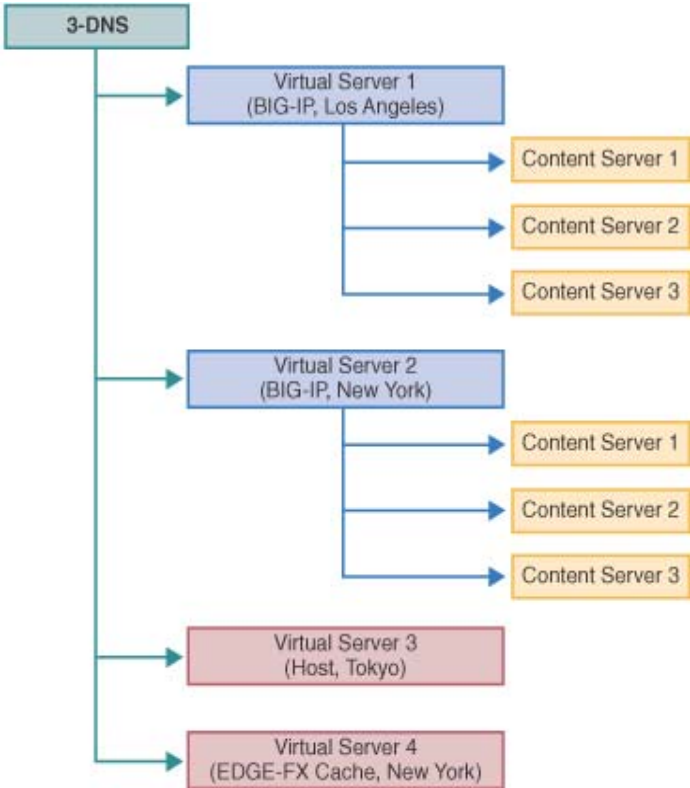 3-DNS
Virtual Server 1
(BIG-IP, Los Angeles)
Content Server 1
Content Server 2
Content Server 3
Virtual Server 2
(BIG-IP, New York)
Content Server 1
Content Server 2
Content Server 3
Virtual Server 3
(Host, Tokyo)
Virtual Server 4
(EDGE-FX Cache, New York)